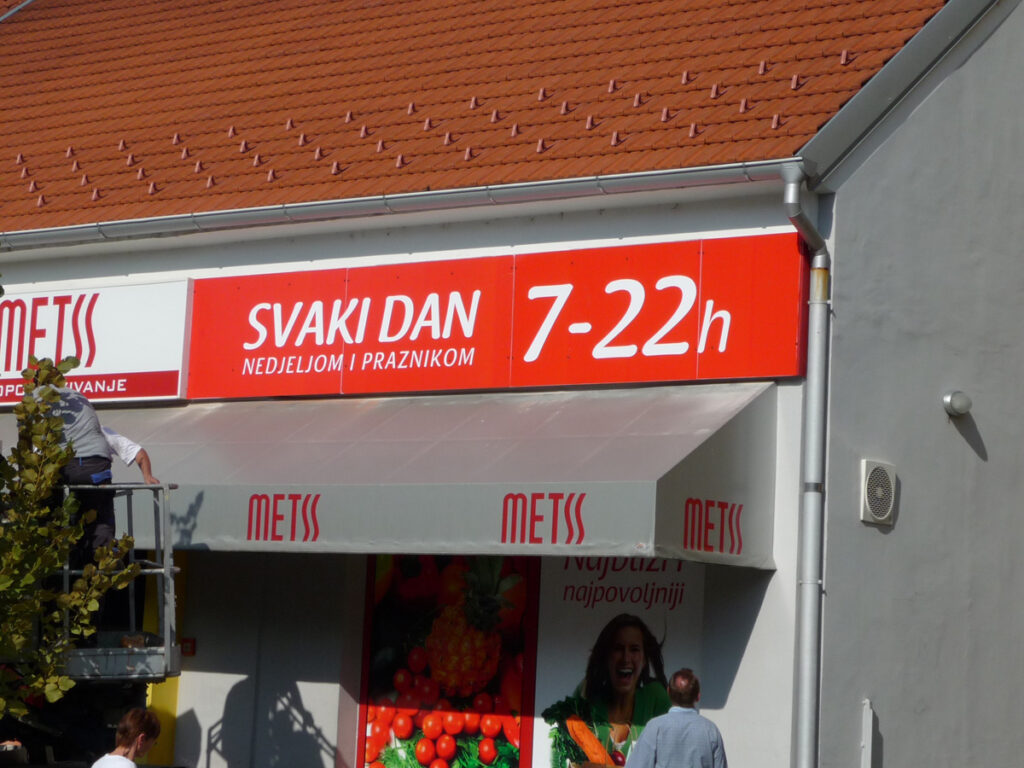 METSS
SVAKI DAN
NEDJELJOM I PRAZNIKOM
7-22h
METSS
METSS
METSS
najpovoljniji